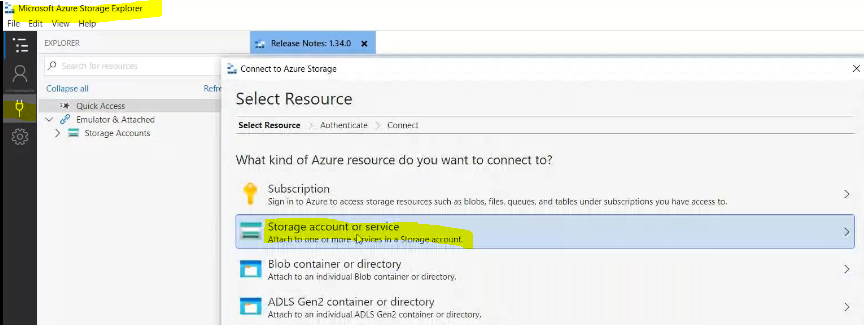 Microsoft Azure Storage Explorer
File Edit View Help
EXPLORER
Search for resources
Collapse all
Refre
Quick Access
Emulator & Attached
Storage Accounts
Release Notes: 1.34.0
Connect to Azure Storage
Select Resource
Select Resource Authenticate Connect
What kind of Azure resource do you want to connect to?
Subscription
Sign in to Azure to access storage resources such as blobs, files, queues, and tables under subscriptions you have access to.
Storage account or service
Attach to one or more services in a Storage account.
Blob container or directory
Attach to an individual Blob container or directory.
ADLS Gen2 container or directory
Attach to an individual ADLS Gen2 container or directory.